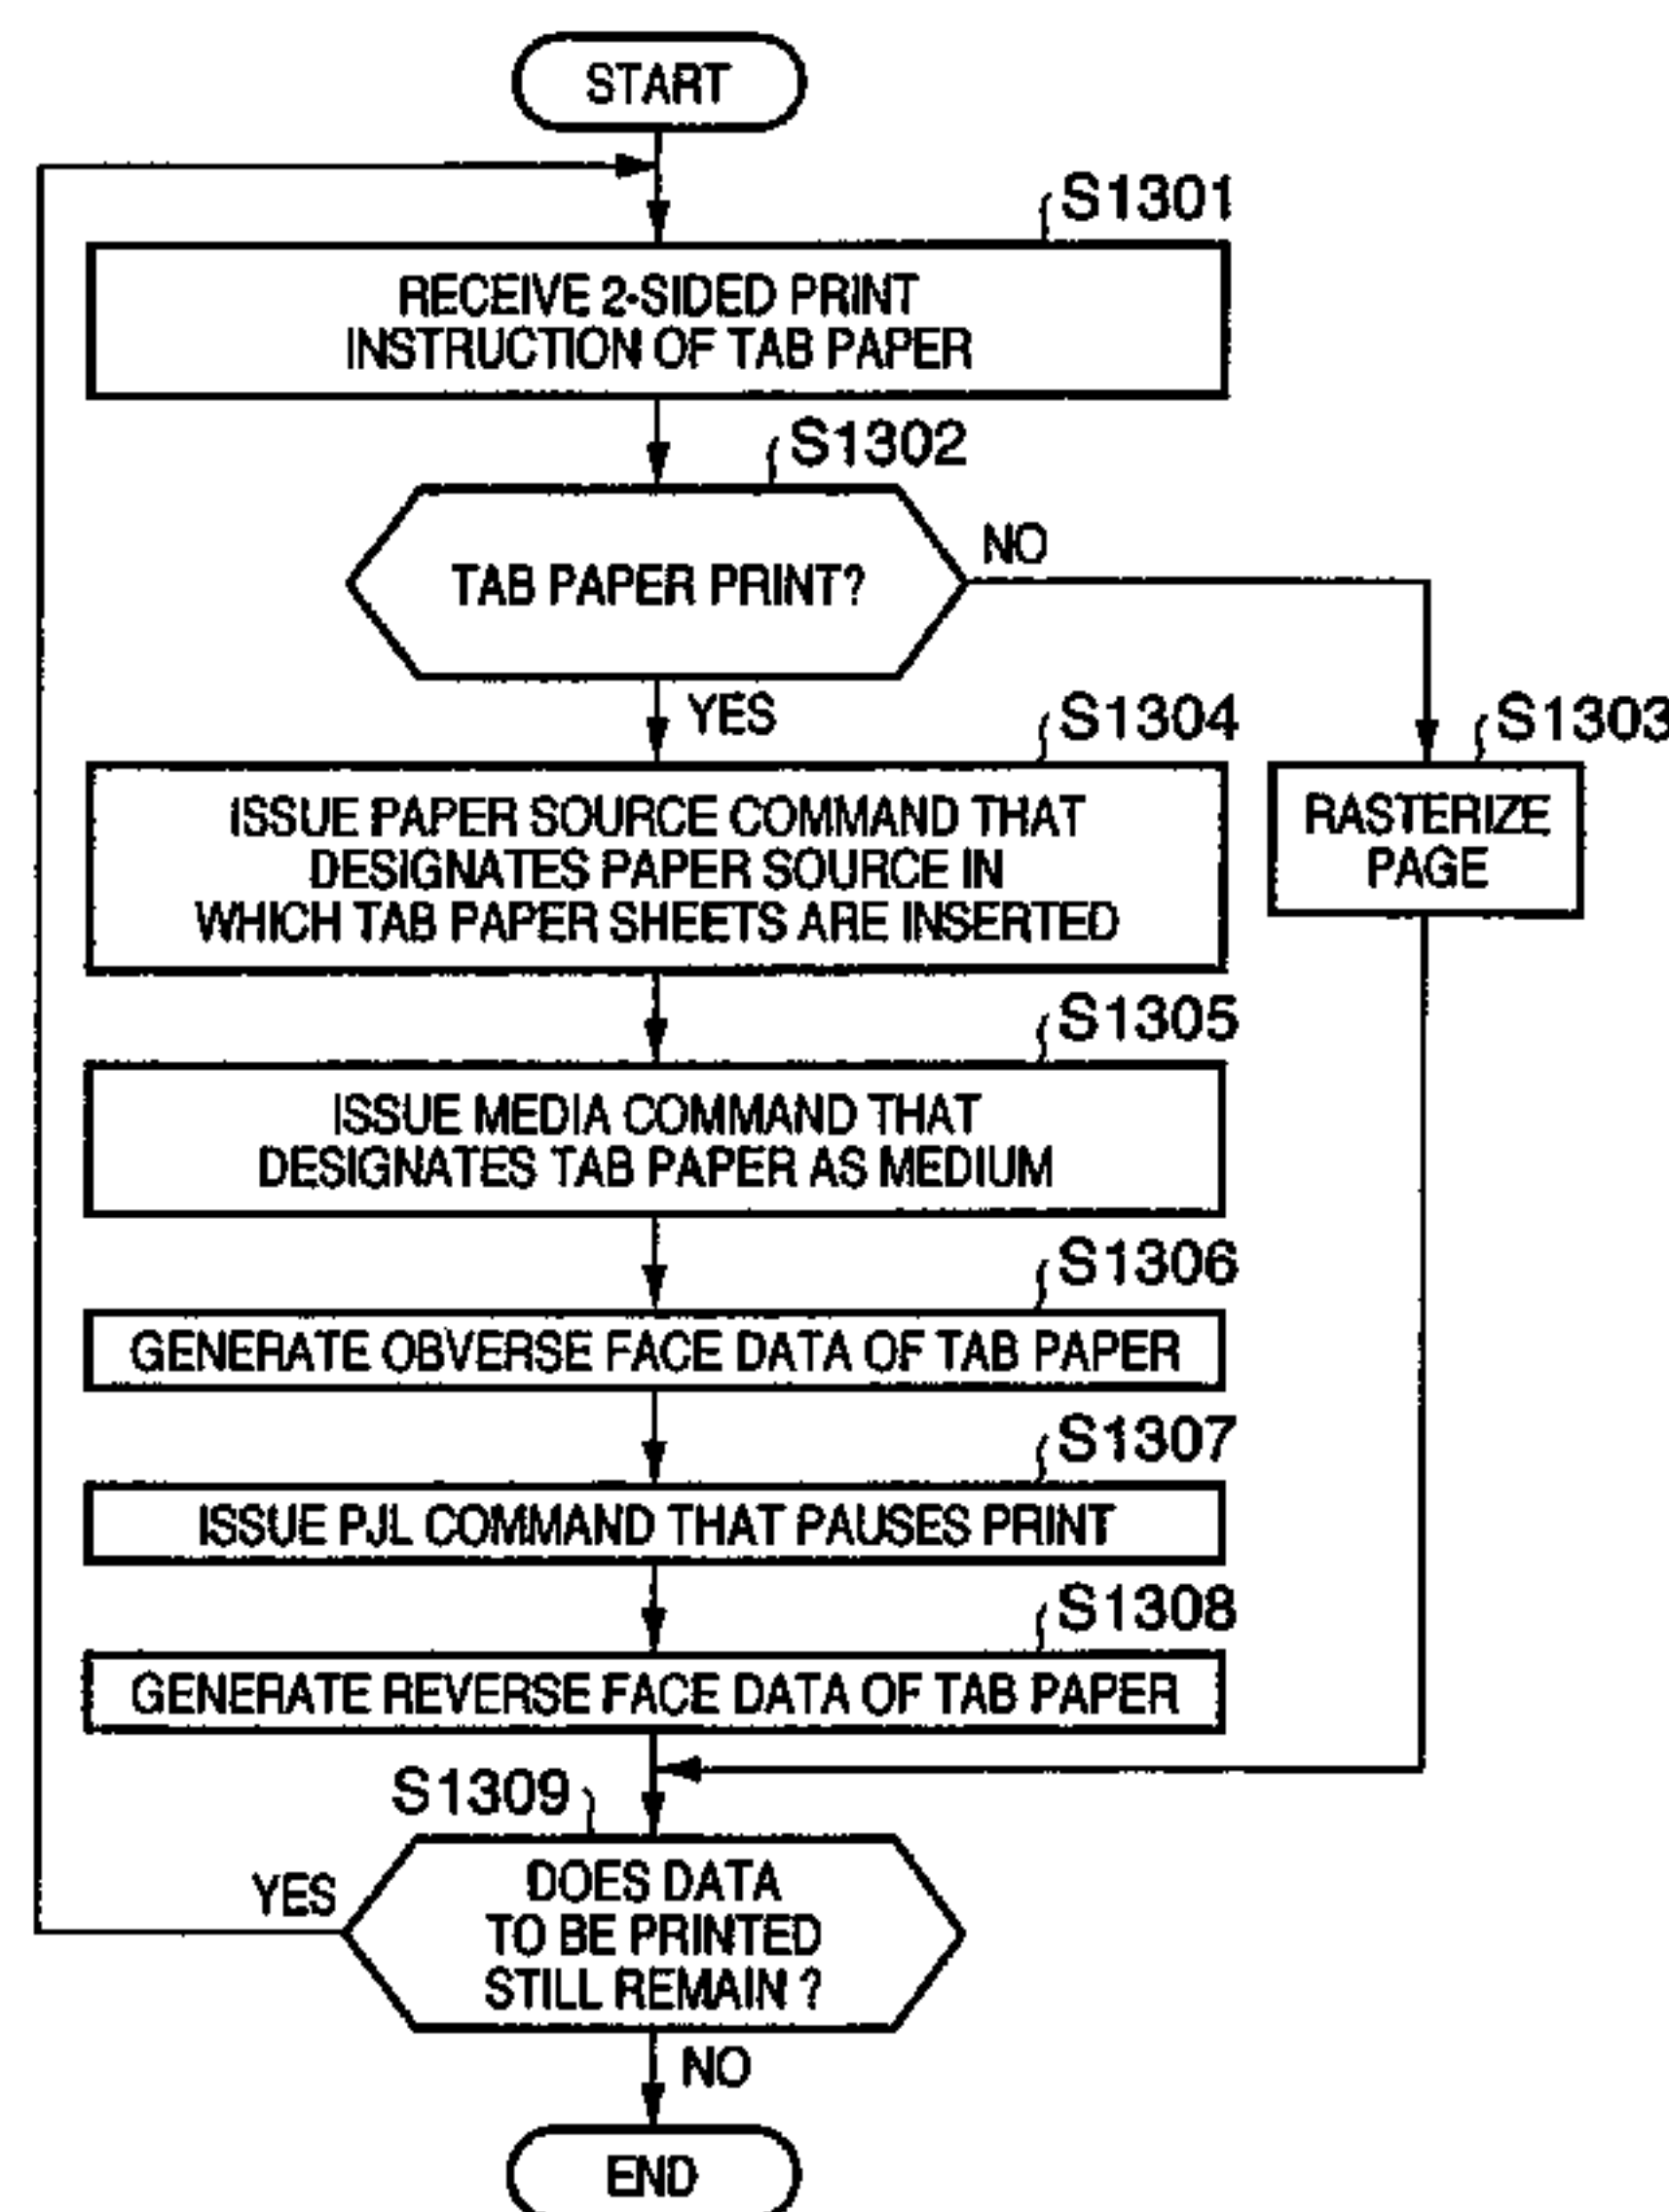 START
S1301
RECEIVE 2-SIDED PRINT
INSTRUCTION OF TAB PAPER
S1302
TAB PAPER PRINT?
NO
YES
S1304
ISSUE PAPER SOURCE COMMAND THAT
DESIGNATES PAPER SOURCE IN
WHICH TAB PAPER SHEETS ARE INSERTED
S1303
RASTERIZE
PAGE
S1305
ISSUE MEDIA COMMAND THAT
DESIGNATES TAB PAPER AS MEDIUM
S1306
GENERATE OBVERSE FACE DATA OF TAB PAPER
S1307
ISSUE PJL COMMAND THAT PAUSES PRINT
S1308
GENERATE REVERSE FACE DATA OF TAB PAPER
S1309
YES
DOES DATA
TO BE PRINTED
STILL REMAIN ?
NO
END